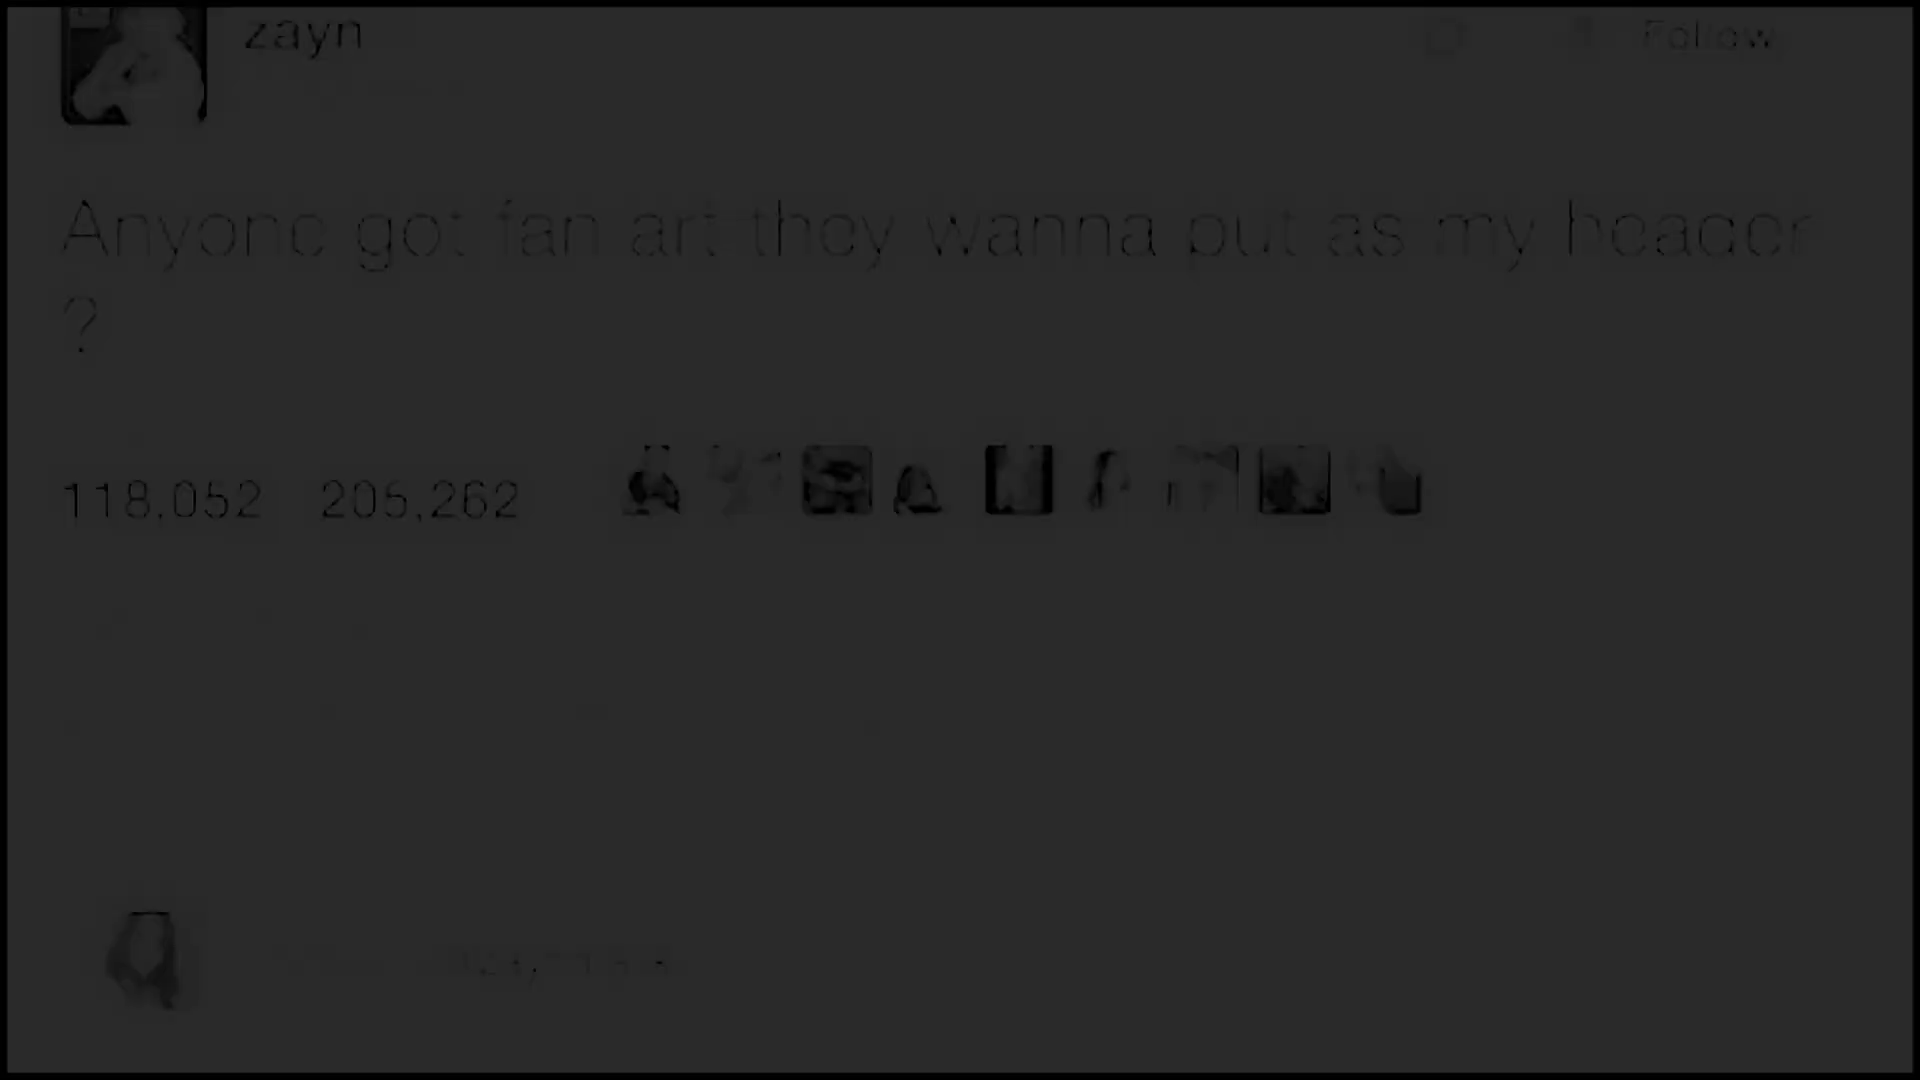 zayn
Follow
Anyone got fan art they wanna put as my header
?
118,052 205,262